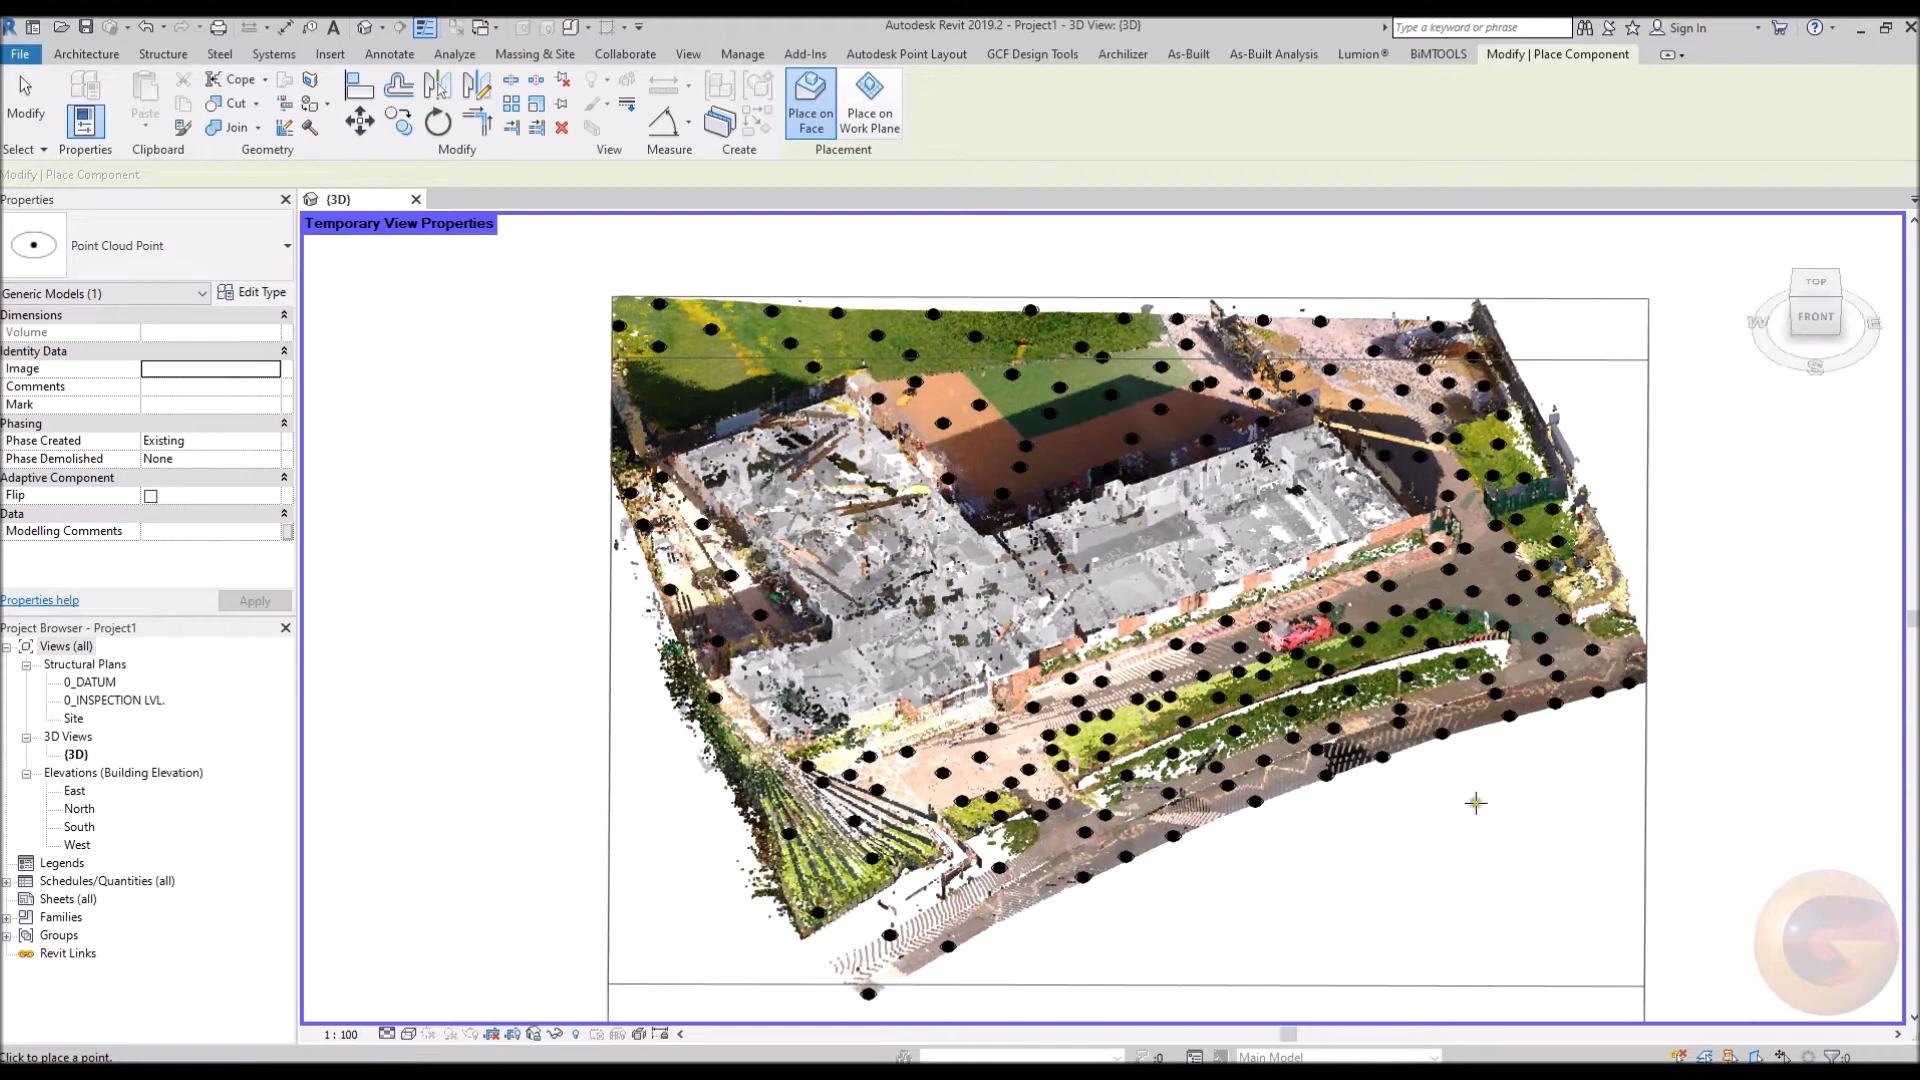 Autodesk Revit 2019.2 - Project1 - 3D View: {3D}
Type a keyword or phrase
Sign In
File Architecture Structure Steel Systems Insert Annotate Analyze Massing & Site Collaborate View Manage Add-Ins Autodesk Point Layout GCF Design Tools Archilizer As-Built As-Built Analysis Lumion® BiMTOOLS Modify | Place Component
Modify
Paste
Cope
Cut
Join
Place on Face
Place on Work Plane
Select Properties Clipboard Geometry Modify View Measure Create Placement
Modify | Place Component
Properties
{3D}
Temporary View Properties
Point Cloud Point
Generic Models (1)
Edit Type
Dimensions
Volume
Identity Data
Image
Comments
Mark
Phasing
Phase Created Existing
Phase Demolished None
Adaptive Component
Flip
Data
Modelling Comments
Properties help
Apply
Project Browser - Project1
Views (all)
Structural Plans
0_DATUM
0_INSPECTION LVL.
Site
3D Views
{3D}
Elevations (Building Elevation)
East
North
South
West
Legends
Schedules/Quantities (all)
Sheets (all)
Families
Groups
Revit Links
TOP
FRONT
W
E
S
1 : 100
Click to place a point.
:0
Main Model
:0